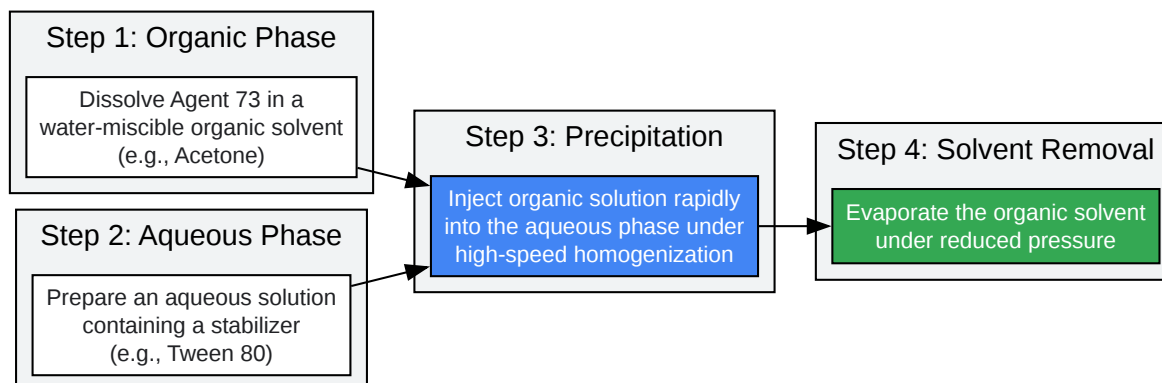 Step 1: Organic Phase
Dissolve Agent 73 in a
water-miscible organic solvent
(e.g., Acetone)
Step 2: Aqueous Phase
Prepare an aqueous solution
containing a stabilizer
(e.g., Tween 80)
Step 3: Precipitation
Inject organic solution rapidly
into the aqueous phase under
high-speed homogenization
Step 4: Solvent Removal
Evaporate the organic solvent
under reduced pressure